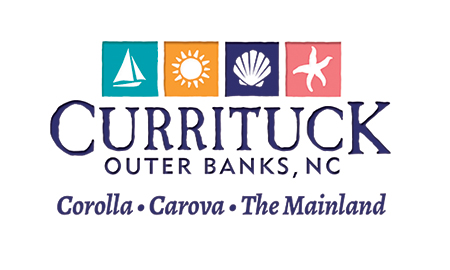 CURRITUCK
OUTER BANKS, NC
Corolla • Carova • The Mainland